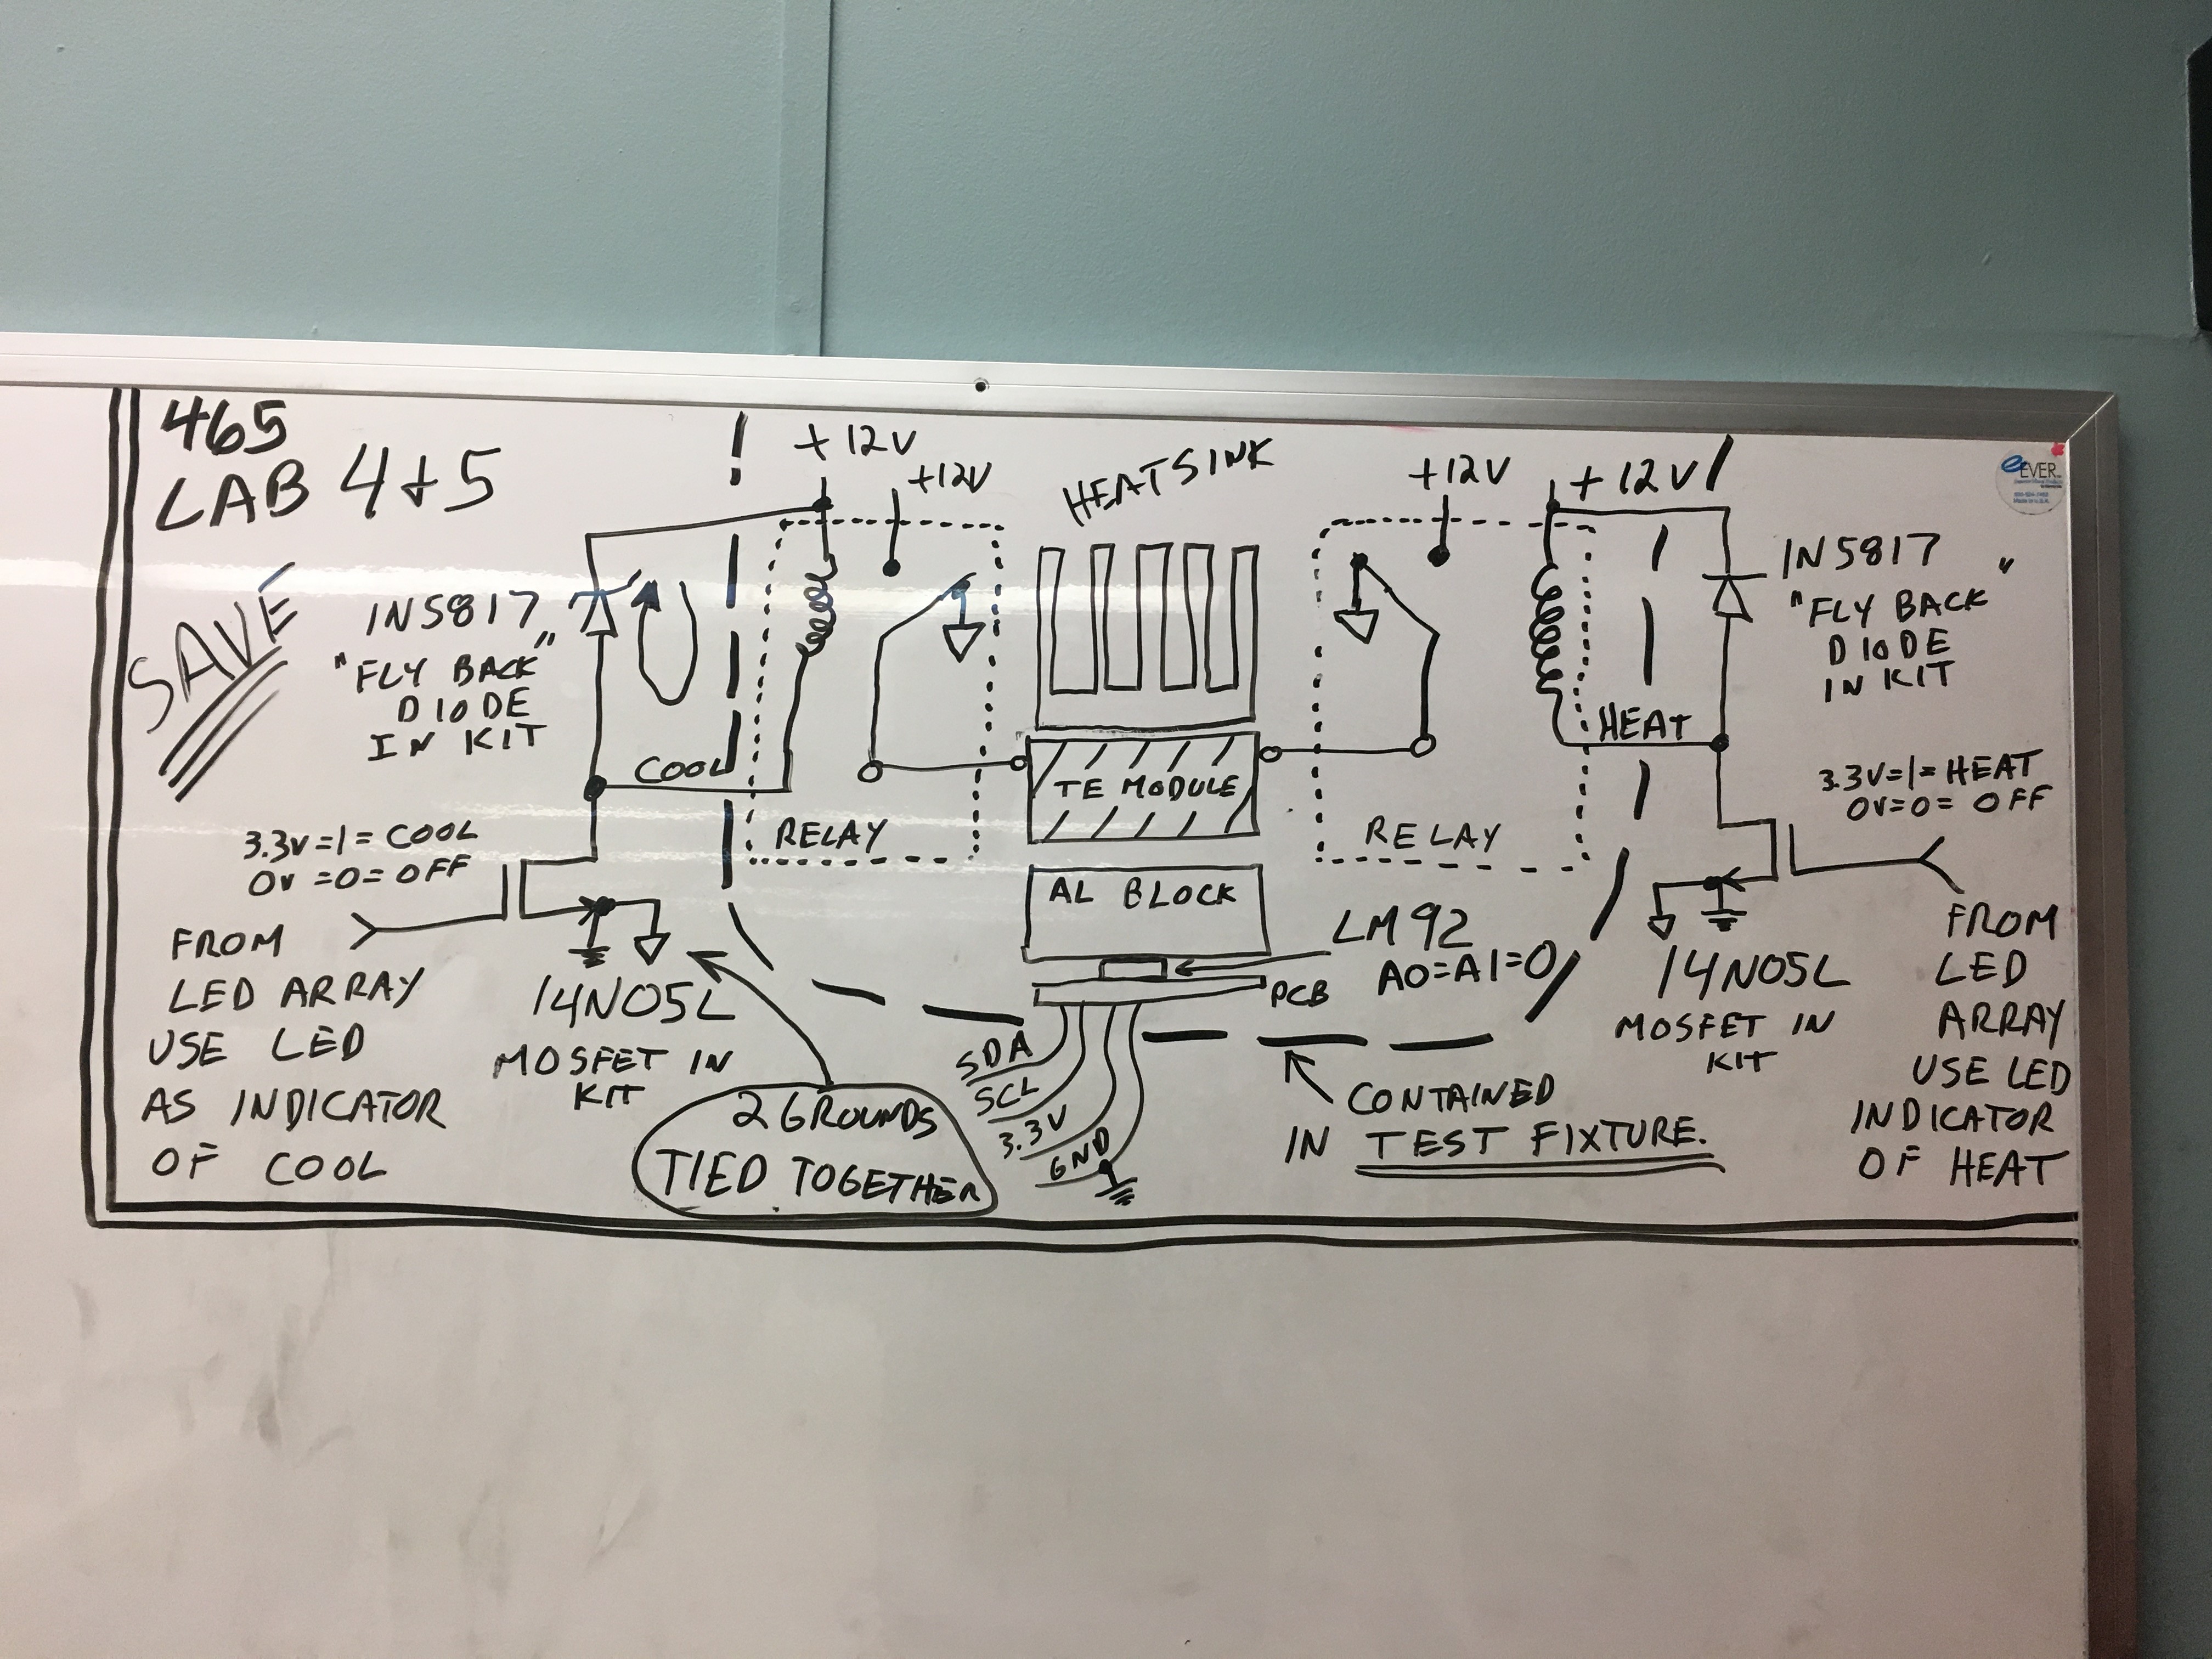 465
LAB 4+5
SAVE
+12V
+12V
HEAT SINK
+12V
+12V
EVER
1N5817
"FLY BACK"
DIODE
IN KIT
1N5817
"FLY BACK"
DIODE
IN KIT
COOL
HEAT
TE MODULE
RELAY
RELAY
3.3V=1=COOL
0V=0=OFF
3.3V=1=HEAT
0V=0=OFF
AL BLOCK
LM92
A0=A1=0
PCB
FROM
LED ARRAY
USE LED
AS INDICATOR
OF COOL
14N05L
MOSFET IN
KIT
2 GROUNDS
TIED TOGETHER
SDA
SCL
3.3V
GND
CONTAINED
IN TEST FIXTURE.
14N05L
MOSFET IN
KIT
FROM
LED
ARRAY
USE LED
INDICATOR
OF HEAT